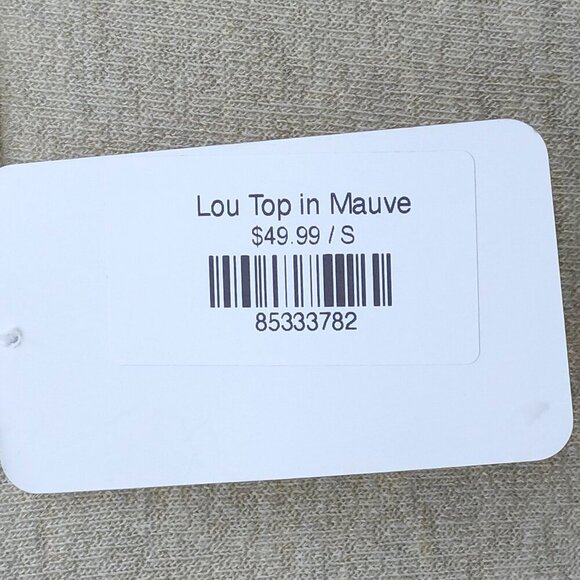 Lou Top in Mauve
$49.99 / S
85333782